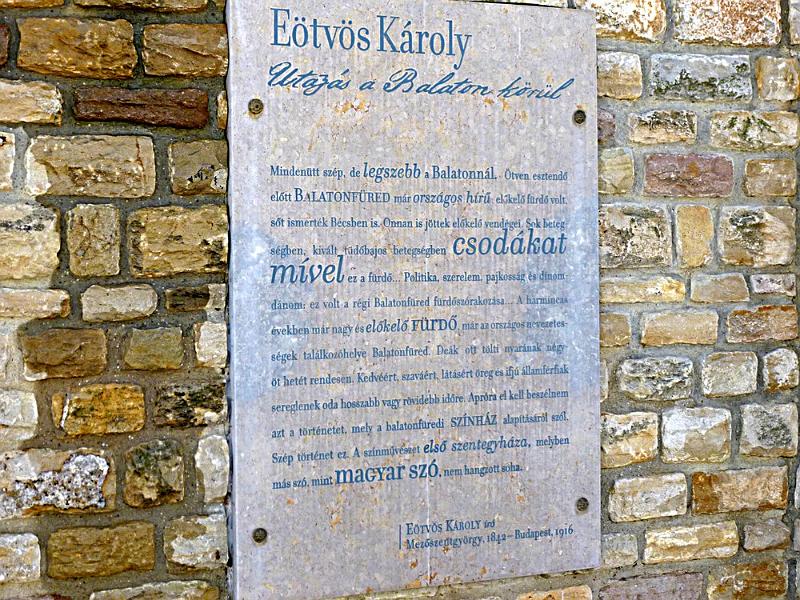 Eötvös Károly
Utazás a Balaton körül
Mindenütt szép, de legszebb a Balatonnál. Ötven esztendő
előtt BALATONFÜRED már országos hírű, előkelő fürdő volt,
sőt ismerték Bécsben is. Onnan is jöttek előkelő vendégei. Sok beteg
ségben, kivált tüdőbajos betegségben csodákat
mível ez a fürdő... Politika, szerelem, pajkosság és dínom-
dánom: ez volt a régi Balatonfüred fürdőszórakozása... A harmincas
években már nagy és előkelő FÜRDŐ, már az országos nevezetes-
ségek találkozóhelye Balatonfüred. Deák ott tölti nyarának négy-
öt hetét rendesen. Kedvéért, szaváért, látásért öreg és ifjú államférfiak
sereglenek oda hosszabb vagy rövidebb időre. Apróra el kell beszélnem
azt a történetet, mely a balatonfüredi SZÍNHÁZ alapításáról szól.
Szép történet ez. A színművészet első szentegyháza, melyben
más szó, mint magyar szó, nem hangzott soha.
EÖTVÖS KÁROLY író
Mezőszentgyörgy, 1842 – Budapest, 1916